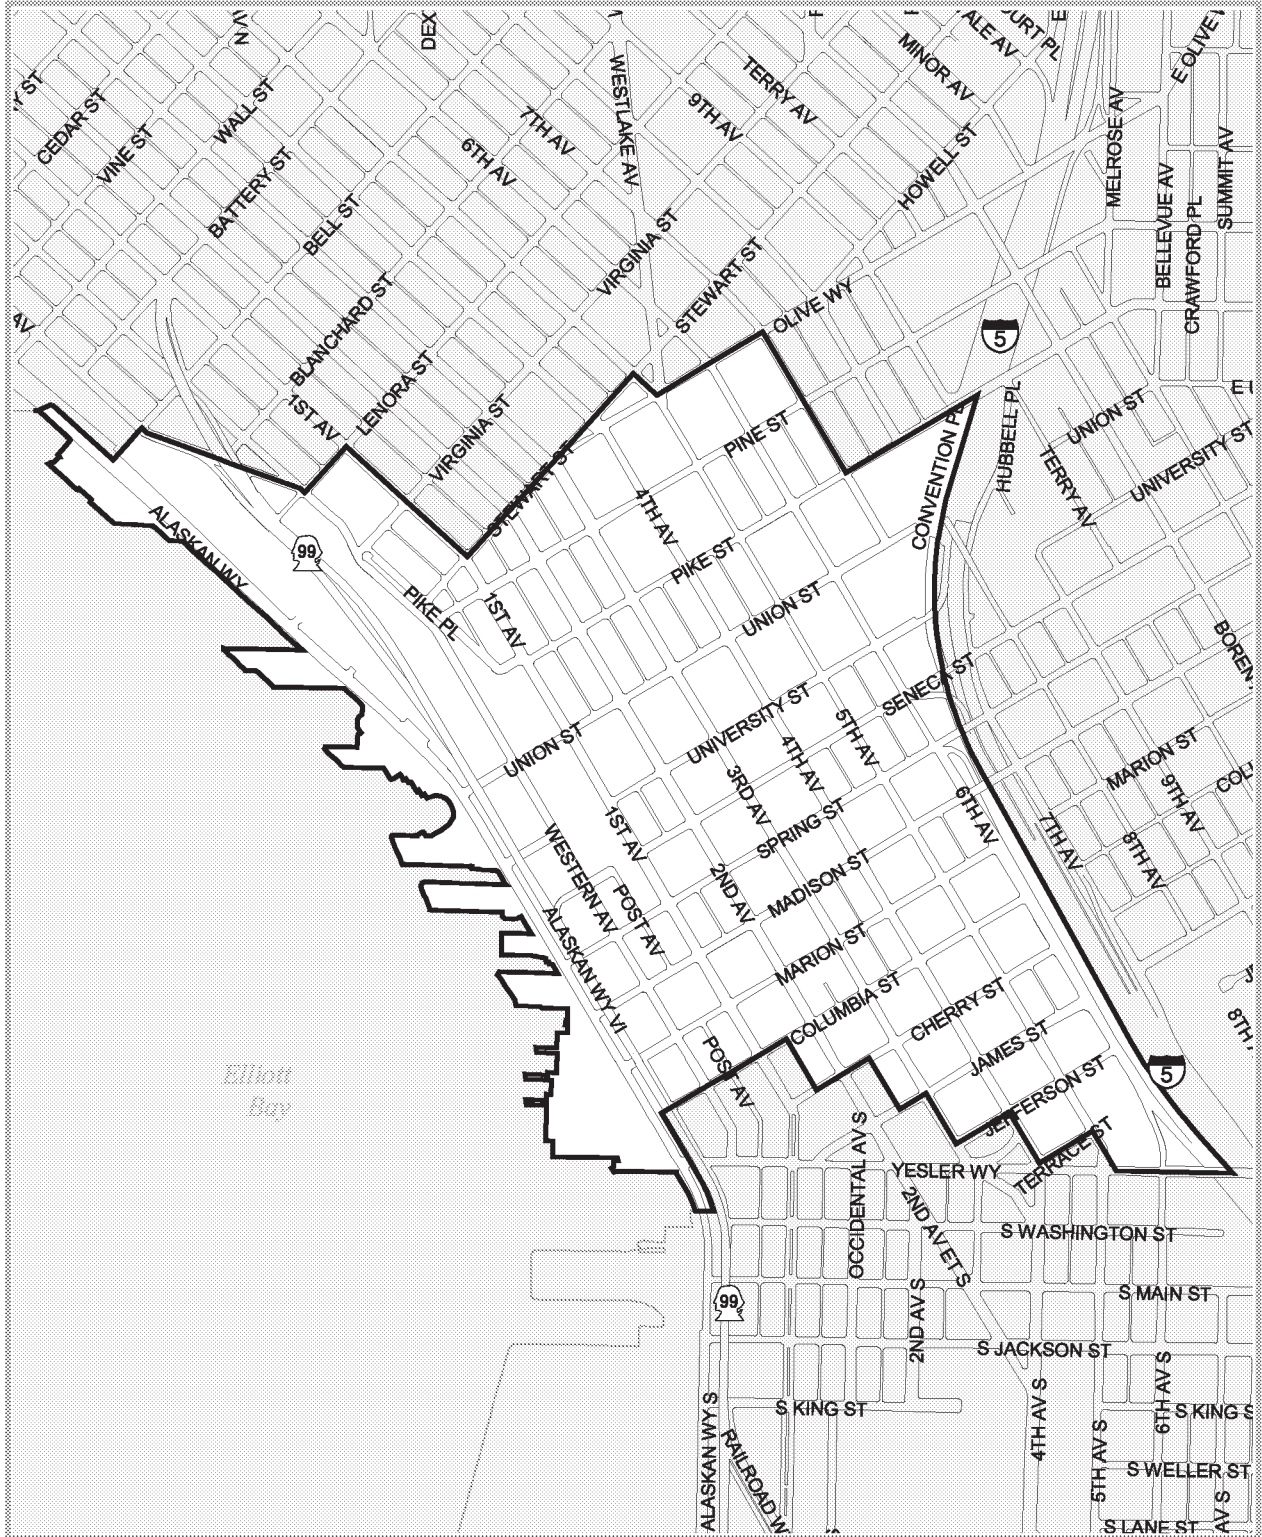 DEX
WESTLAKE AV
MINOR AV
MELROSE AV
SUMMIT AV
CEDAR ST
VINE ST
WALL ST
BATTERY ST
BELL ST
6TH AV
7TH AV
9TH AV
TERRY AV
HOWELL ST
BELLEVUE AV
CRAWFORD PL
VIRGINIA ST
STEWART ST
OLIVE WY
5
BLANCHARD ST
LENORA ST
1ST AV
VIRGINIA ST
STEWART ST
PINE ST
4TH AV
CONVENTION PL
HUBBELL PL
UNION ST
TERRY AV
UNIVERSITY ST
ALASKAN WY
99
PIKE PL
1ST AV
PIKE ST
UNION ST
SENECA ST
BOREN
UNION ST
UNIVERSITY ST
4TH AV
5TH AV
MARION ST
9TH AV
3RD AV
SPRING ST
6TH AV
7TH AV
8TH AV
1ST AV
WESTERN AV
POST AV
2ND AV
MADISON ST
ALASKAN WY VI
MARION ST
COLUMBIA ST
CHERRY ST
POST AV
JAMES ST
JEFFERSON ST
5
Elliott
Bay
TERRACE ST
YESLER WY
OCCIDENTAL AV S
2ND AV ET S
S WASHINGTON ST
S MAIN ST
99
2ND AV S
S JACKSON ST
S KING ST
4TH AV S
6TH AV S
S KING S
5TH AV S
S WELLER ST
ALASKAN WY S
RAILROAD W
S LANE ST
AV S